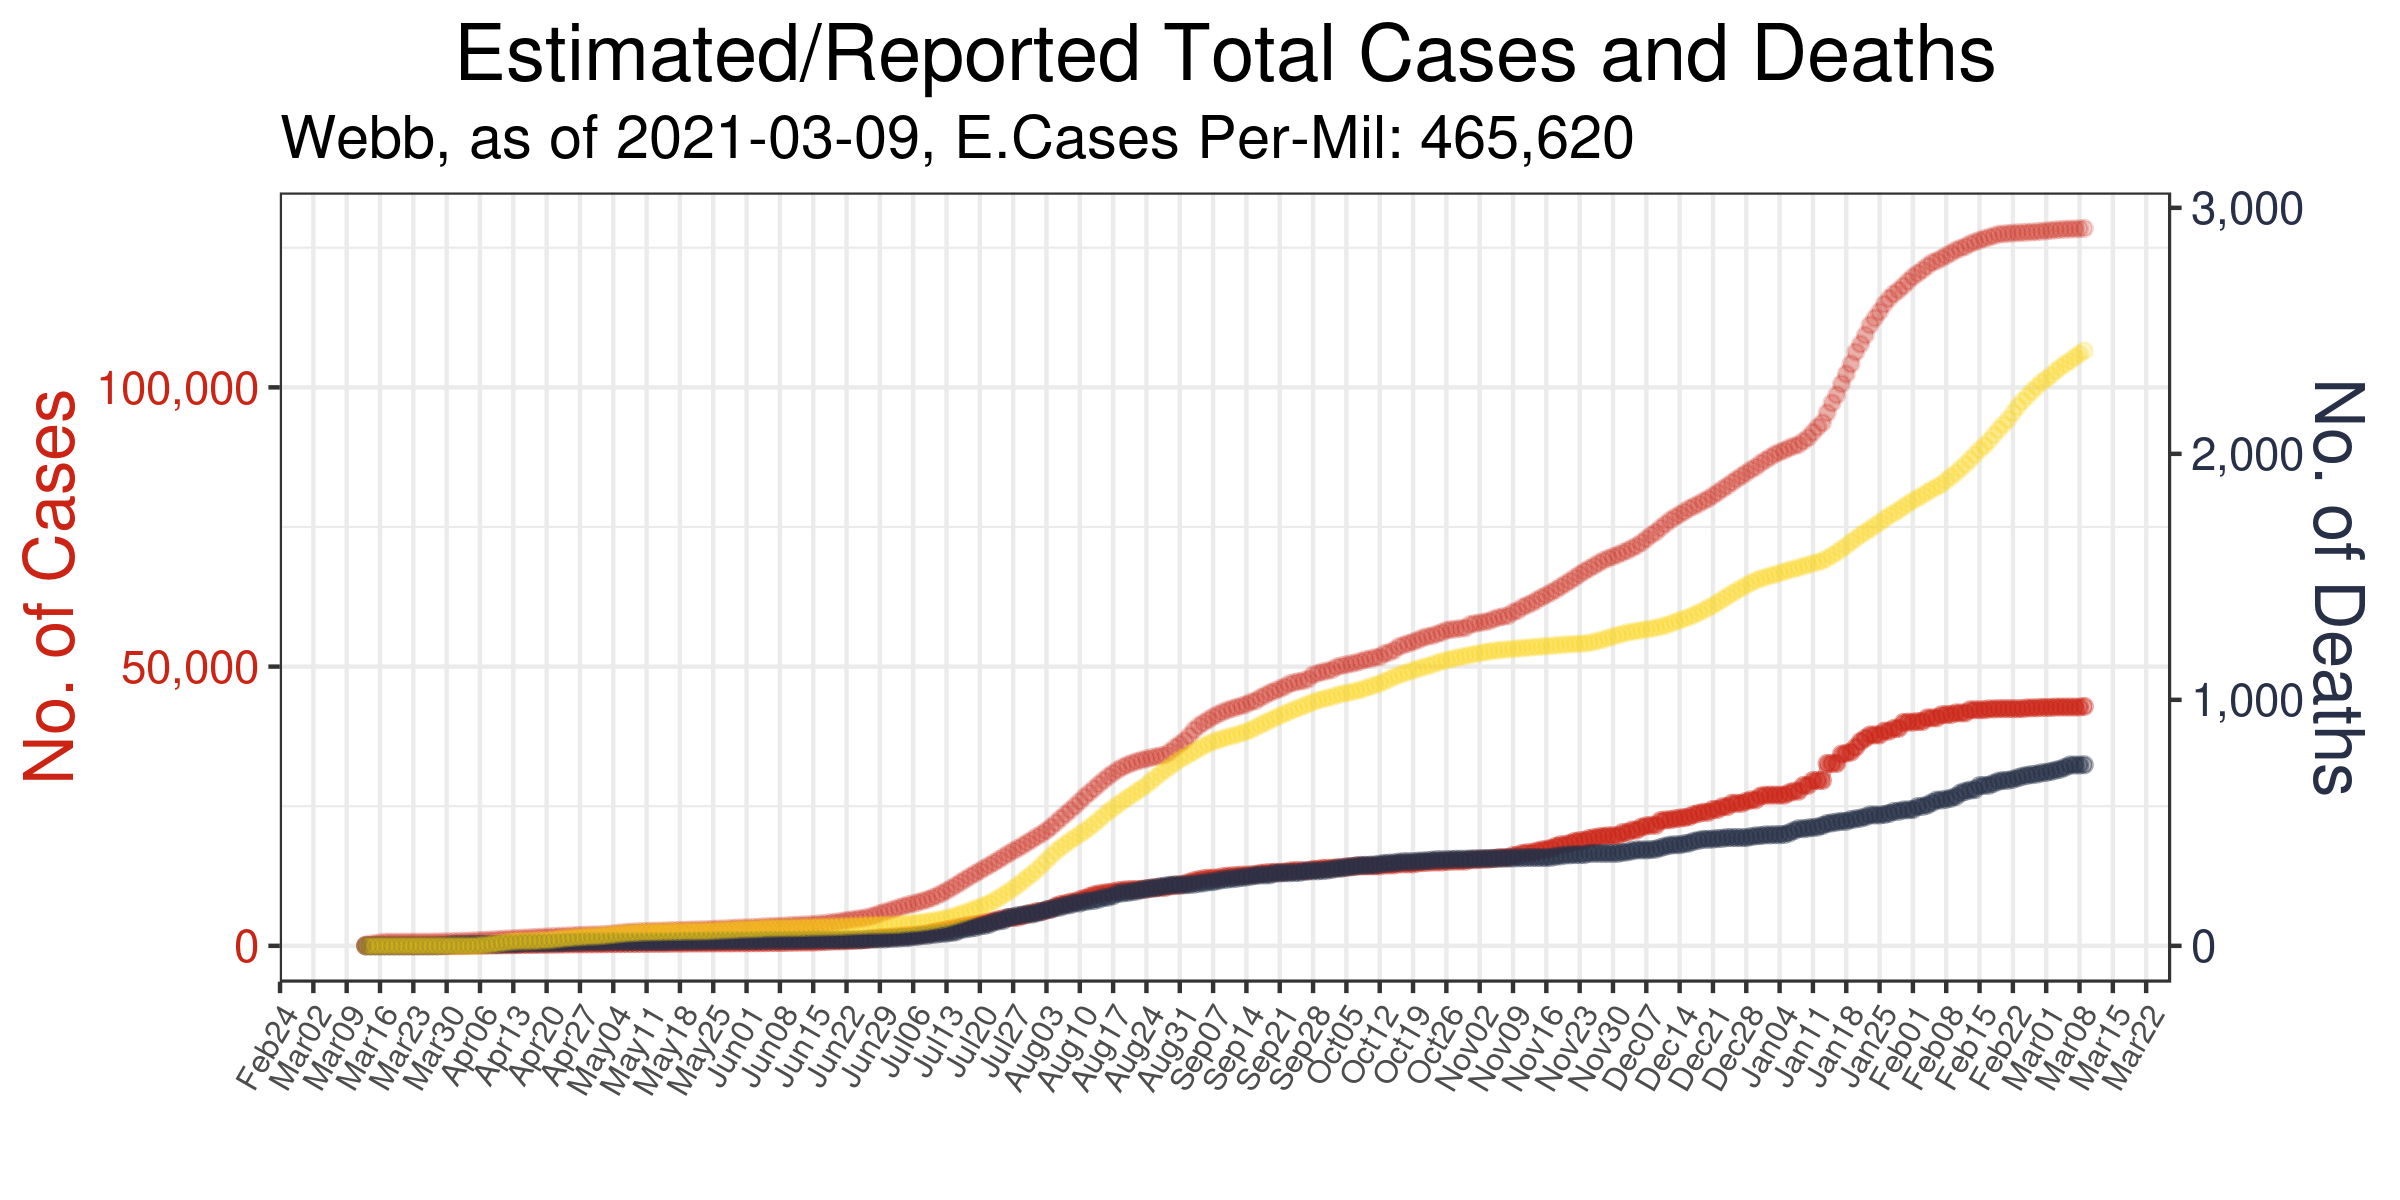 Estimated/Reported Total Cases and Deaths
Webb, as of 2021-03-09, E.Cases Per-Mil: 465,620
No. of Cases
100,000
50,000
0
3,000
2,000
1,000
0
No. of Deaths
Feb24
Mar02
Mar09
Mar16
Mar23
Mar30
Apr06
Apr13
Apr20
Apr27
May04
May11
May18
May25
Jun01
Jun08
Jun15
Jun22
Jun29
Jul06
Jul13
Jul20
Jul27
Aug03
Aug10
Aug17
Aug24
Aug31
Sep07
Sep14
Sep21
Sep28
Oct05
Oct12
Oct19
Oct26
Nov02
Nov09
Nov16
Nov23
Nov30
Dec07
Dec14
Dec21
Dec28
Jan04
Jan11
Jan18
Jan25
Feb01
Feb08
Feb15
Feb22
Mar01
Mar08
Mar15
Mar22